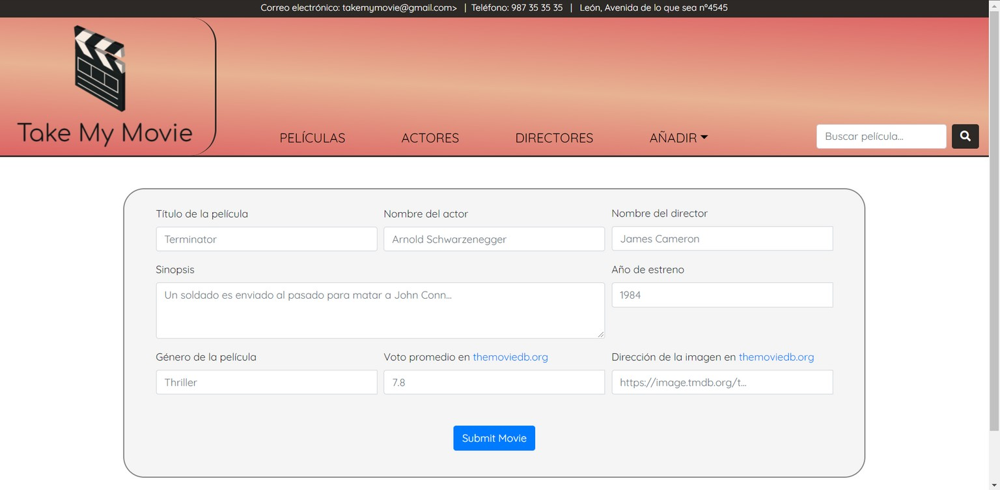 Correo electrónico: takemymovie@gmail.com> | Teléfono: 987 35 35 35 | León, Avenida de lo que sea nº4545
Take My Movie
PELÍCULAS ACTORES DIRECTORES AÑADIR Buscar película...
Título de la película Nombre del actor Nombre del director
Terminator Arnold Schwarzenegger James Cameron
Sinopsis Año de estreno
Un soldado es enviado al pasado para matar a John Conn... 1984
Género de la película Voto promedio en themoviedb.org Dirección de la imagen en themoviedb.org
Thriller 7.8 https://image.tmdb.org/t...
Submit Movie